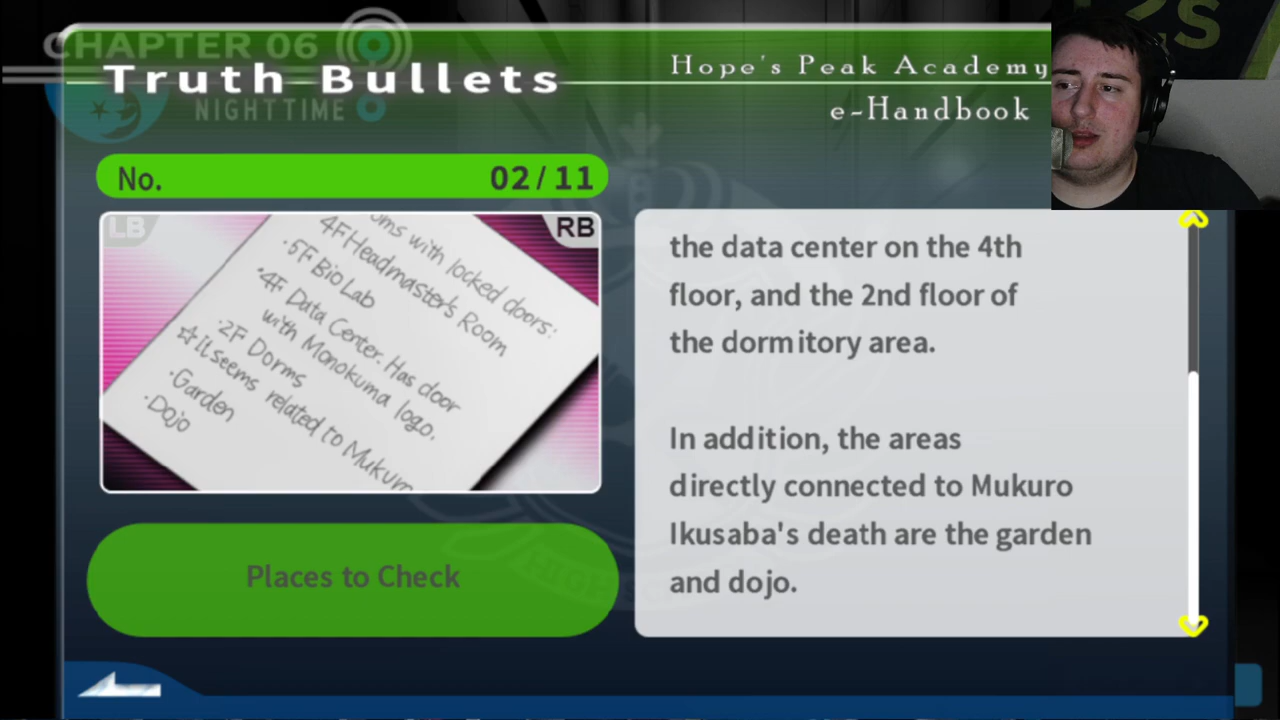 CHAPTER 06
Truth Bullets
NIGHTTIME
Hope's Peak Academy
e-Handbook
No. 02/11
LB
RB
oms with locked doors:
4F Headmaster's Room
·5F Bio Lab
·4F Data Center. Has door
with Monokuma logo.
·2F Dorms
☆it seems related to Mukur
·Garden
·Dojo
Places to Check
the data center on the 4th
floor, and the 2nd floor of
the dormitory area.
In addition, the areas
directly connected to Mukuro
Ikusaba's death are the garden
and dojo.